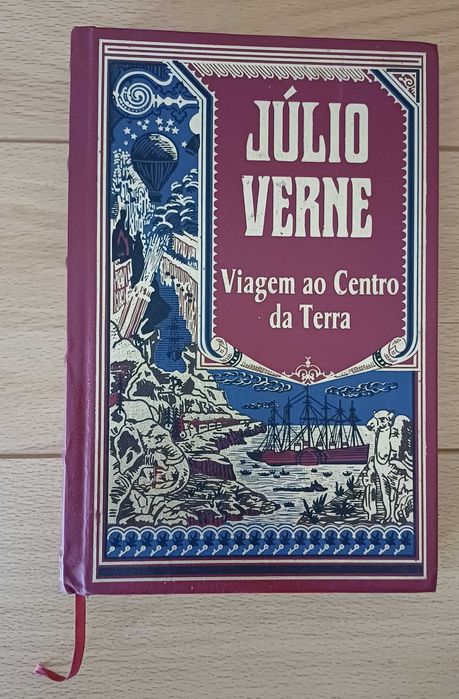 JÚLIO
VERNE
Viagem ao Centro
da Terra